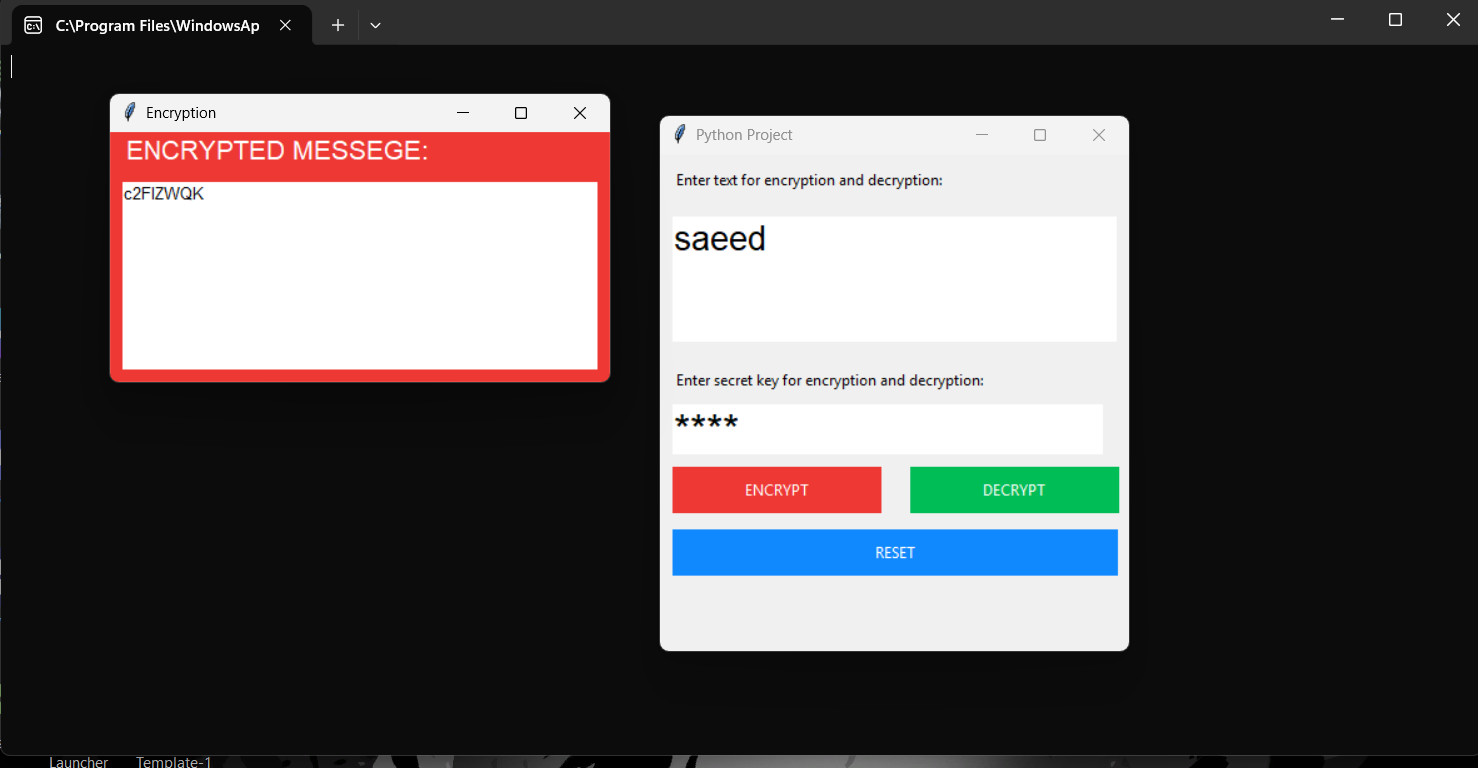 C:\Program Files\WindowsAp
Encryption
ENCRYPTED MESSEGE:
c2FlZWQK
Python Project
Enter text for encryption and decryption:
saeed
Enter secret key for encryption and decryption:
****
ENCRYPT
DECRYPT
RESET
Launcher
Template-1